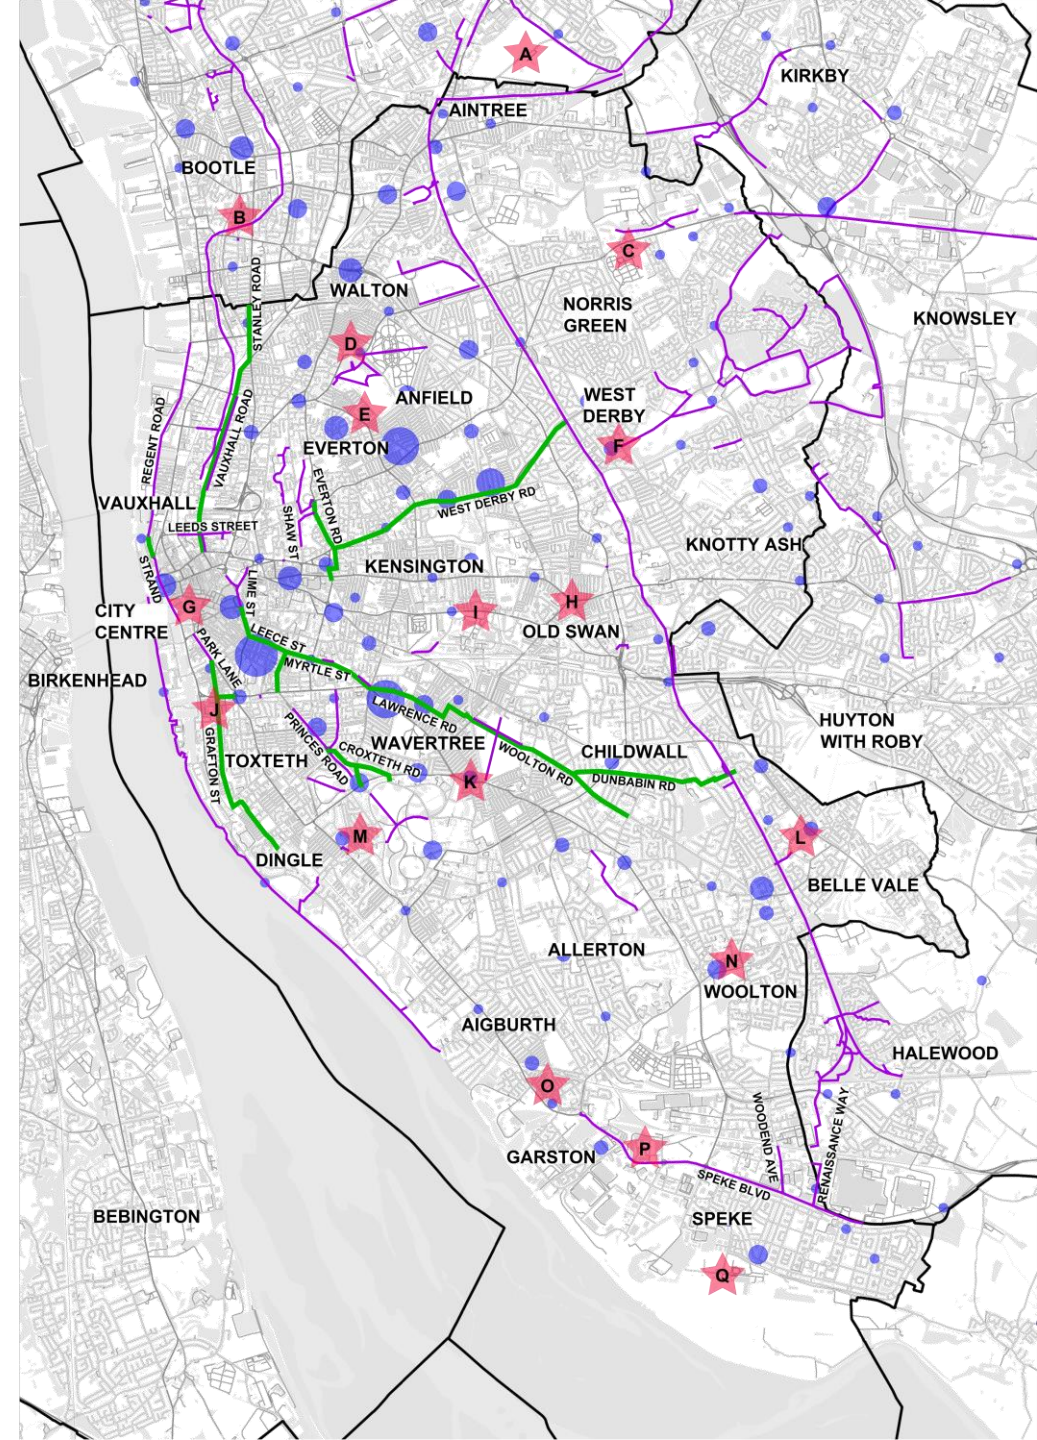 A
KIRKBY
AINTREE
BOOTLE
B
C
STANLEY ROAD
WALTON
NORRIS
GREEN
KNOWSLEY
D
ANFIELD
WEST
DERBY
E
REGENT ROAD
VAUXHALL ROAD
EVERTON
F
EVERTON RD
WEST DERBY RD
VAUXHALL
LEEDS STREET
SHAW ST
KNOTTY ASH
STRAND
LIME ST
KENSINGTON
CITY
CENTRE
G
I
H
OLD SWAN
LEECE ST
PARK LANE
MYRTLE ST
BIRKENHEAD
J
LAWRENCE RD
HUYTON
WITH ROBY
GRAFTON ST
PRINCES ROAD
WAVERTREE
CROXTETH RD
TOXTETH
WOOLTON RD
CHILDWALL
DUNBABIN RD
K
M
L
DINGLE
BELLE VALE
ALLERTON
N
WOOLTON
AIGBURTH
HALEWOOD
O
WOODEND AVE
RENAISSANCE WAY
GARSTON
P
SPEKE BLVD
BEBINGTON
SPEKE
Q